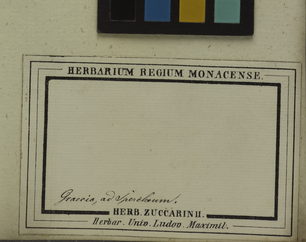 HERBARIUM REGIUM MONACENSE.
Graecia, ad Spercheum.
HERB. ZUCCARINII.
Herbar. Univ. Ludov. Maximil.